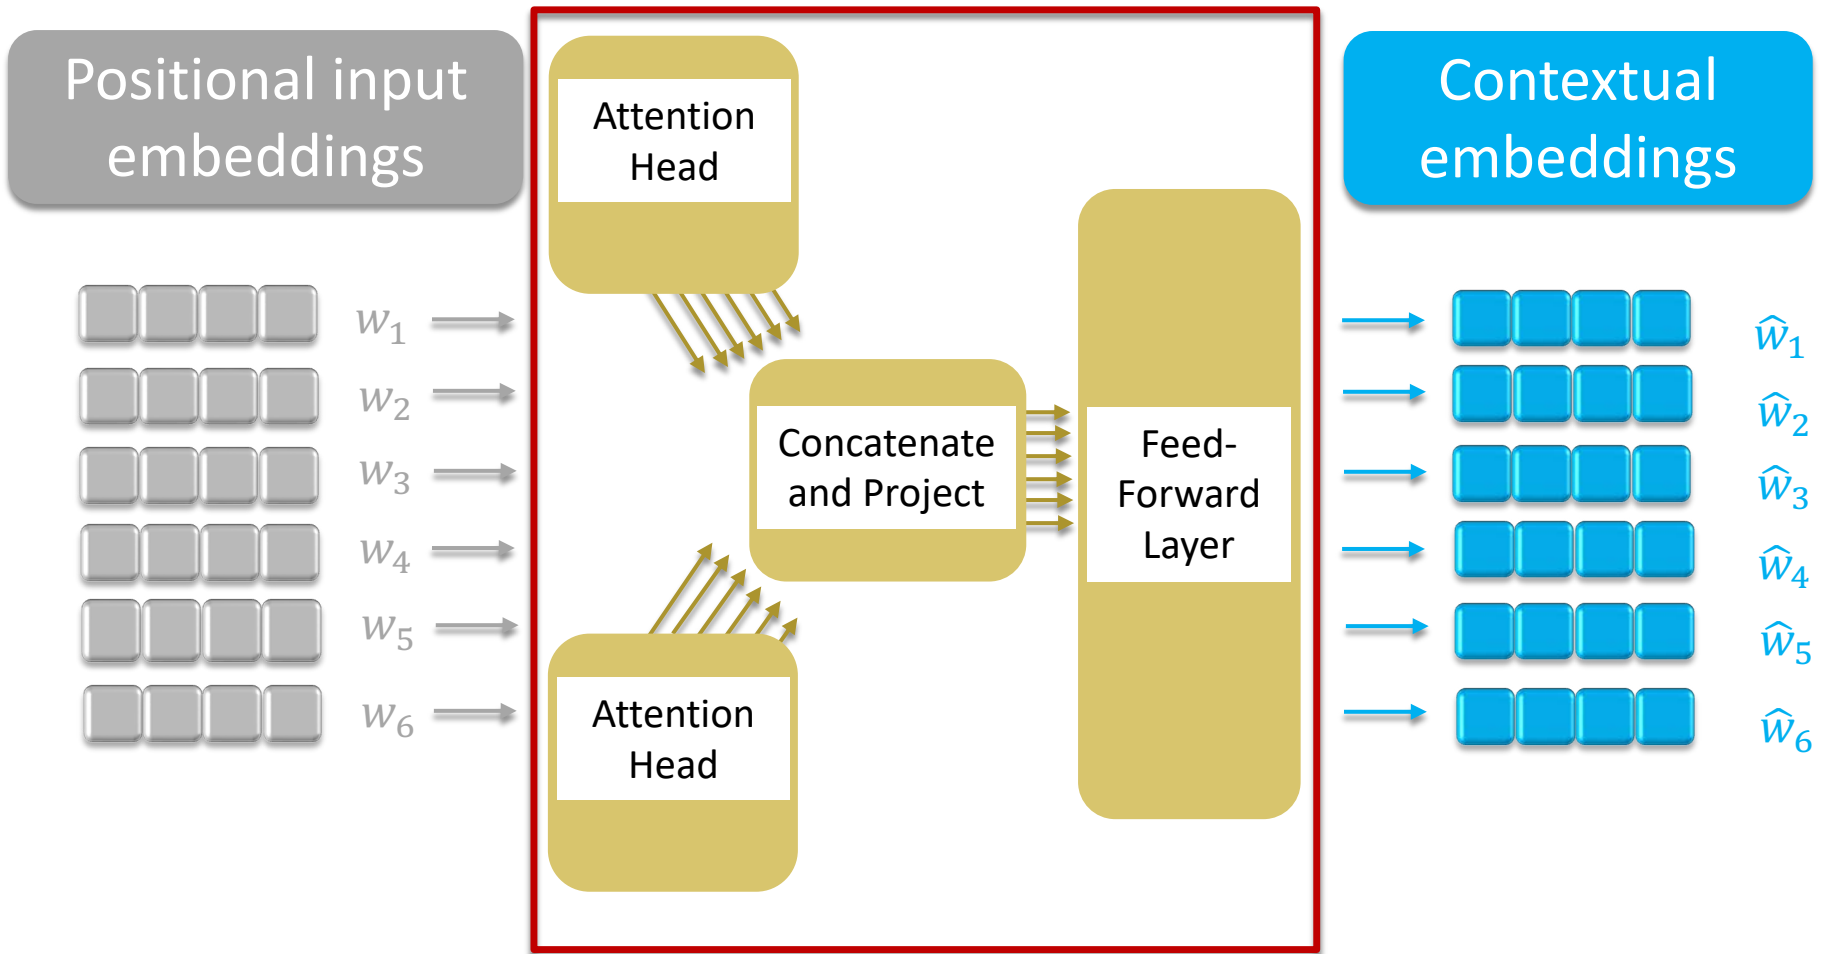 Positional input
embeddings
Attention
Head
Contextual
embeddings
w₁
w₂
w₃
w₄
w₅
w₆
Concatenate
and Project
Feed-
Forward
Layer
Attention
Head
ŵ₁
ŵ₂
ŵ₃
ŵ₄
ŵ₅
ŵ₆